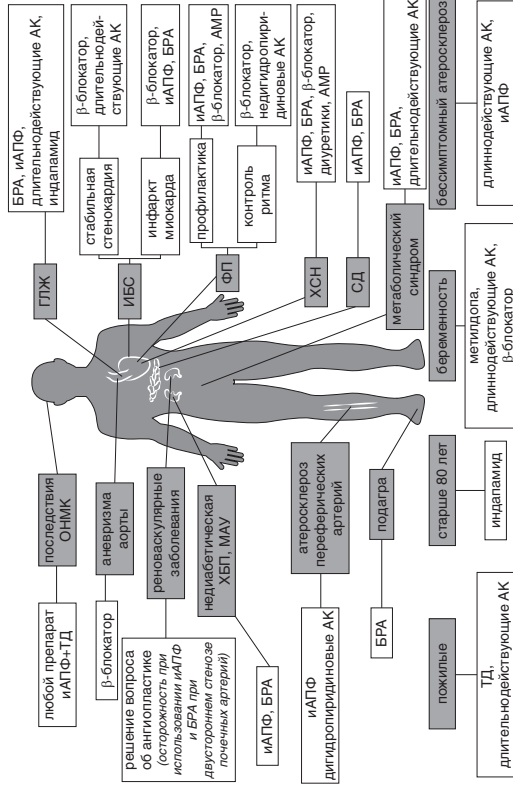 последствия
ОНМК
любой препарат
иАПФ+ТД
аневризма
аорты
β-блокатор
реноваскулярные
заболевания
решение вопроса
об ангиопластике
(осторожность при
использовании иАПФ
и БРА при
двустороннем стенозе
почечных артерий)
недиабетическая
ХБП, МАУ
иАПФ, БРА
атеросклероз
переферических
артерий
иАПФ
дигидропиридиновые АК
подагра
БРА
ГЛЖ
БРА, иАПФ,
длительнодействующие АК,
индапамид
ИБС
стабильная
стенокардия
β-блокатор,
длительнодей-
ствующие АК
инфаркт
миокарда
β-блокатор,
иАПФ, БРА
ФП
профилактика
иАПФ, БРА,
β-блокатор, АМР
контроль
ритма
β-блокатор,
недигидропири-
диновые АК
ХСН
иАПФ, БРА, β-блокатор,
диуретики, АМР
СД
иАПФ, БРА
метаболический
синдром
иАПФ, БРА,
длительнодействующие АК
пожилые
ТД,
длительнодействующие АК
старше 80 лет
индапамид
беременность
метилдопа,
длиннодействующие АК,
β-блокатор
бессимптомный атеросклероз
длиннодействующие АК,
иАПФ